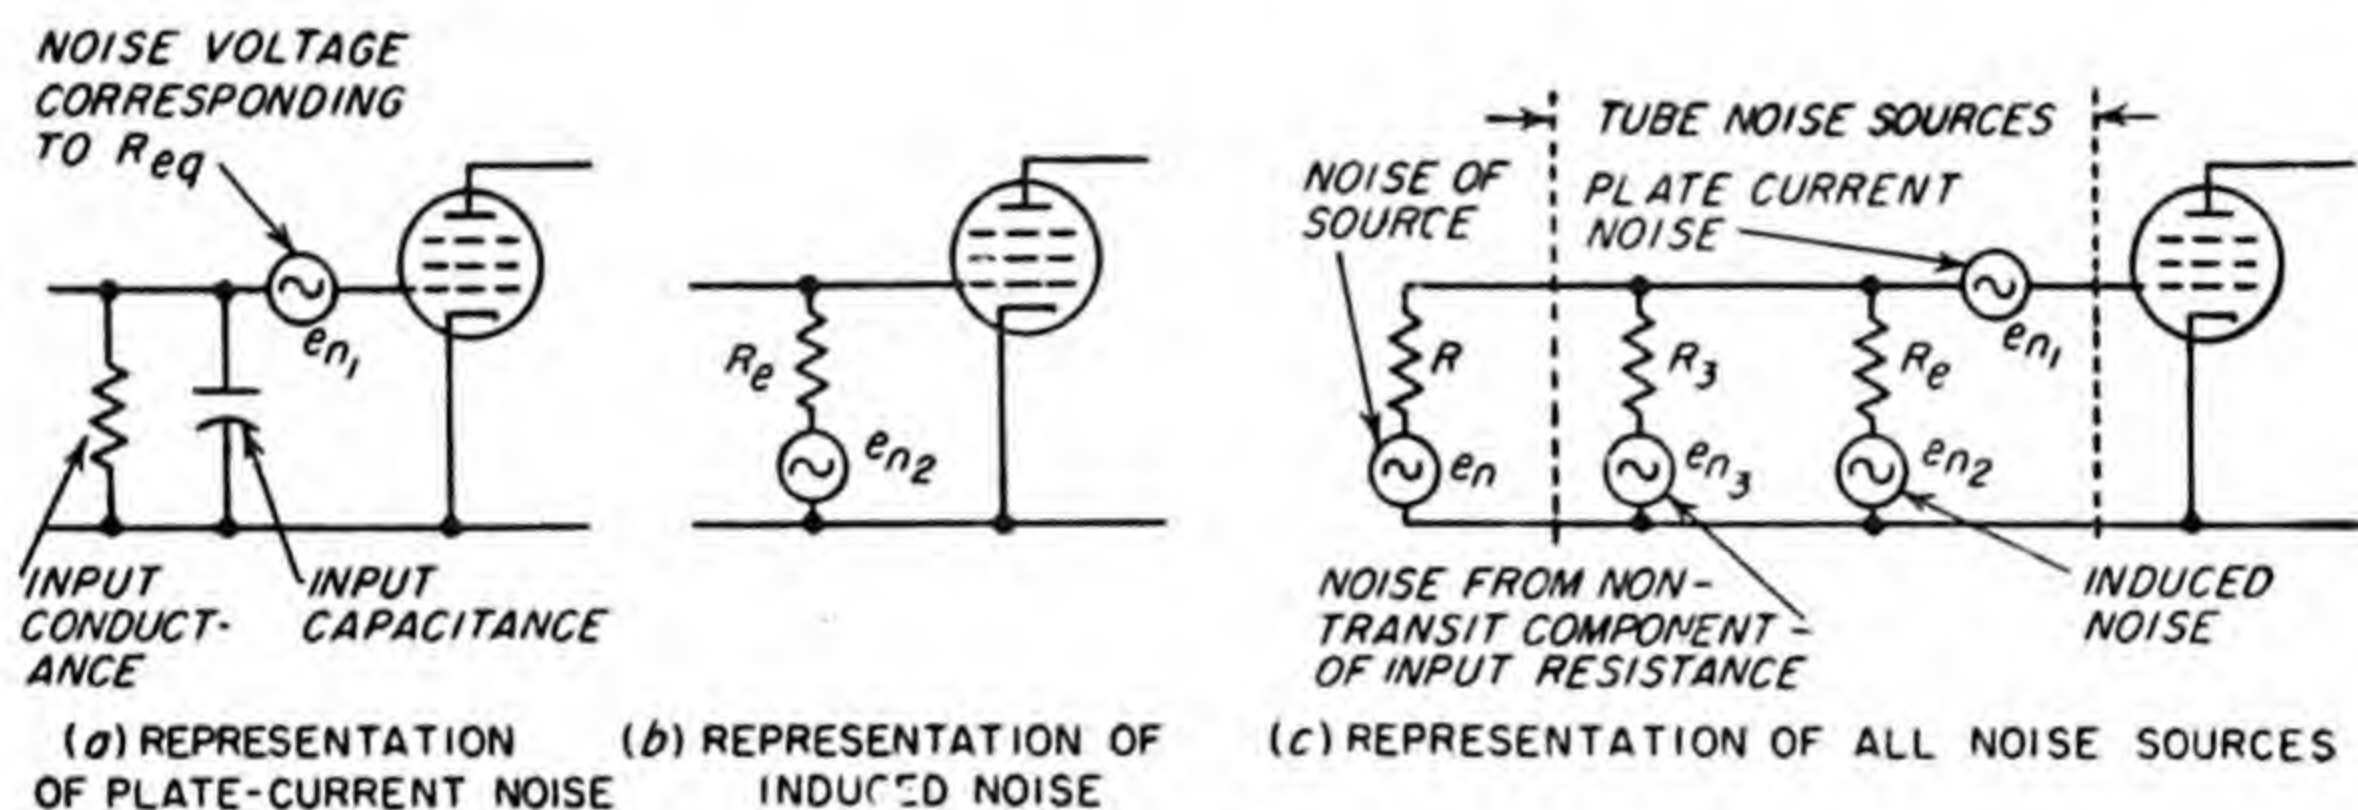 NOISE VOLTAGE
CORRESPONDING
TO Req
en1
INPUT
CONDUCT-
ANCE
INPUT
CAPACITANCE
(a) REPRESENTATION
OF PLATE-CURRENT NOISE
Re
en2
(b) REPRESENTATION OF
INDUCED NOISE
TUBE NOISE SOURCES
NOISE OF
SOURCE
PLATE CURRENT
NOISE
R
R3
Re
en1
en
en3
en2
NOISE FROM NON-
TRANSIT COMPONENT-
OF INPUT RESISTANCE
INDUCED
NOISE
(c) REPRESENTATION OF ALL NOISE SOURCES